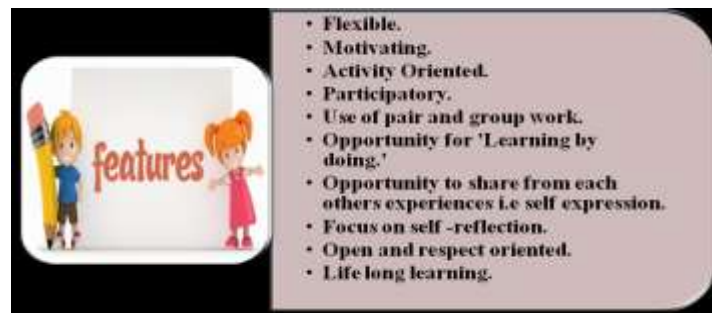 features
• Flexible.
• Motivating.
• Activity Oriented.
• Participatory.
• Use of pair and group work.
• Opportunity for 'Learning by
doing.'
• Opportunity to share from each
others experiences i.e self expression.
• Focus on self -reflection.
• Open and respect oriented.
• Life long learning.